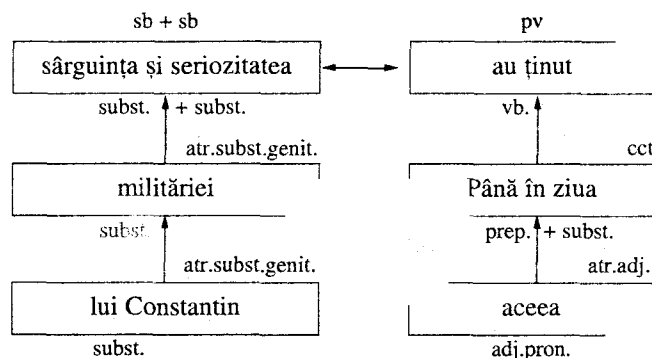 sb + sb pv
sârguința și seriozitatea au ținut
subst. + subst. vb.
atr.subst.genit. cct
milităriei Până în ziua
subst. prep. + subst.
atr.subst.genit. atr.adj.
lui Constantin aceea
subst. adj.pron.